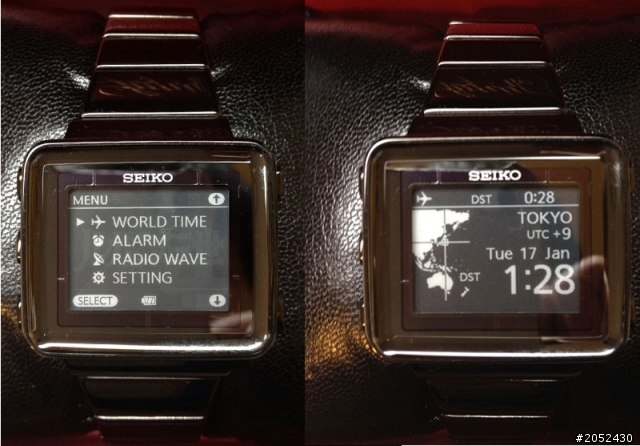 SEIKO
MENU
WORLD TIME
ALARM
RADIO WAVE
SETTING
SELECT
SEIKO
DST 0:28
TOKYO
UTC +9
Tue 17 Jan
DST
1:28
#2052430